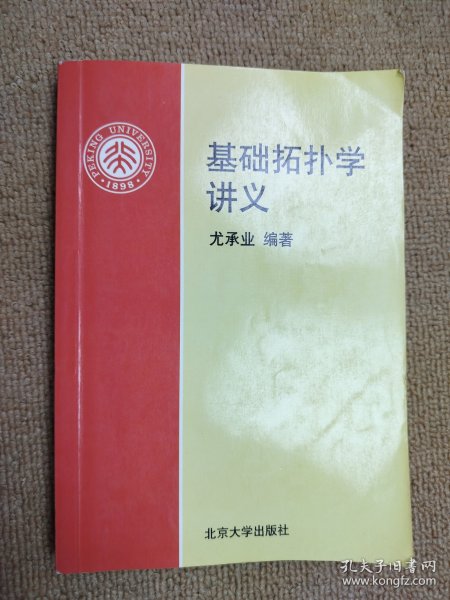 PEKING UNIVERSITY
·1898·
基础拓扑学
讲义
尤承业 编著
北京大学出版社
孔夫子旧书网
www.kongfz.com